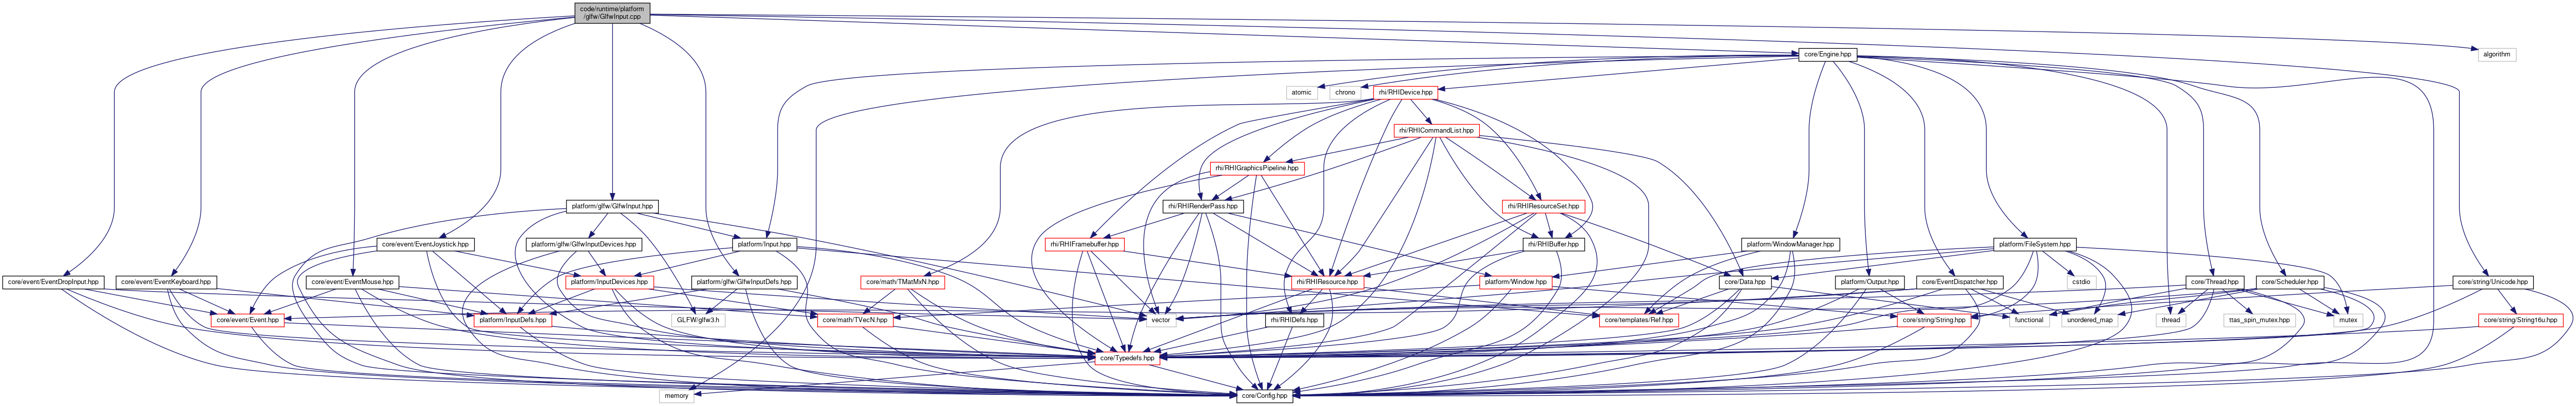 code/runtime/platform
/glfw/GlfwInput.cpp
core/Engine.hpp
algorithm
atomic
chrono
rhi/RHIDevice.hpp
rhi/RHICommandList.hpp
rhi/RHIGraphicsPipeline.hpp
platform/glfw/GlfwInput.hpp
rhi/RHIRenderPass.hpp
rhi/RHIResourceSet.hpp
core/event/EventJoystick.hpp
platform/glfw/GlfwInputDevices.hpp
platform/Input.hpp
rhi/RHIFramebuffer.hpp
rhi/RHIBuffer.hpp
platform/WindowManager.hpp
platform/FileSystem.hpp
core/event/EventDropInput.hpp
core/event/EventKeyboard.hpp
core/event/EventMouse.hpp
platform/InputDevices.hpp
platform/glfw/GlfwInputDefs.hpp
core/math/TMatMxN.hpp
rhi/RHIResource.hpp
platform/Window.hpp
core/Data.hpp
platform/Output.hpp
core/EventDispatcher.hpp
cstdio
core/Thread.hpp
core/Scheduler.hpp
core/string/Unicode.hpp
core/event/Event.hpp
platform/InputDefs.hpp
GLFW/glfw3.h
core/math/TVecN.hpp
vector
rhi/RHIDefs.hpp
core/templates/Ref.hpp
core/string/String.hpp
functional
unordered_map
thread
ttas_spin_mutex.hpp
mutex
core/string/String16u.hpp
core/Typedefs.hpp
memory
core/Config.hpp